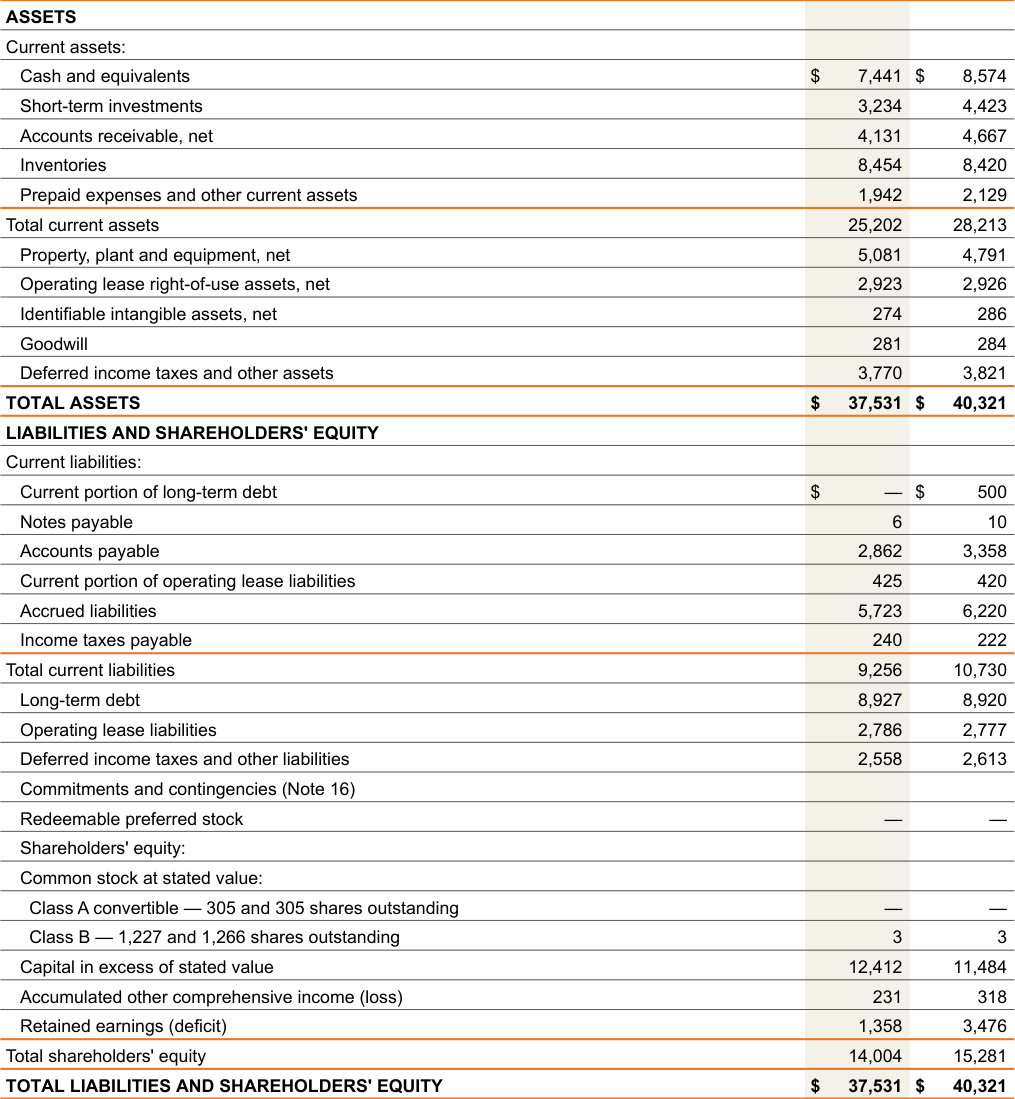 ASSETS
Current assets:
Cash and equivalents $ 7,441 $ 8,574
Short-term investments 3,234 4,423
Accounts receivable, net 4,131 4,667
Inventories 8,454 8,420
Prepaid expenses and other current assets 1,942 2,129
Total current assets 25,202 28,213
Property, plant and equipment, net 5,081 4,791
Operating lease right-of-use assets, net 2,923 2,926
Identifiable intangible assets, net 274 286
Goodwill 281 284
Deferred income taxes and other assets 3,770 3,821
TOTAL ASSETS $ 37,531 $ 40,321
LIABILITIES AND SHAREHOLDERS' EQUITY
Current liabilities:
Current portion of long-term debt $ — $ 500
Notes payable 6 10
Accounts payable 2,862 3,358
Current portion of operating lease liabilities 425 420
Accrued liabilities 5,723 6,220
Income taxes payable 240 222
Total current liabilities 9,256 10,730
Long-term debt 8,927 8,920
Operating lease liabilities 2,786 2,777
Deferred income taxes and other liabilities 2,558 2,613
Commitments and contingencies (Note 16)
Redeemable preferred stock — —
Shareholders' equity:
Common stock at stated value:
Class A convertible — 305 and 305 shares outstanding — —
Class B — 1,227 and 1,266 shares outstanding 3 3
Capital in excess of stated value 12,412 11,484
Accumulated other comprehensive income (loss) 231 318
Retained earnings (deficit) 1,358 3,476
Total shareholders' equity 14,004 15,281
TOTAL LIABILITIES AND SHAREHOLDERS' EQUITY $ 37,531 $ 40,321